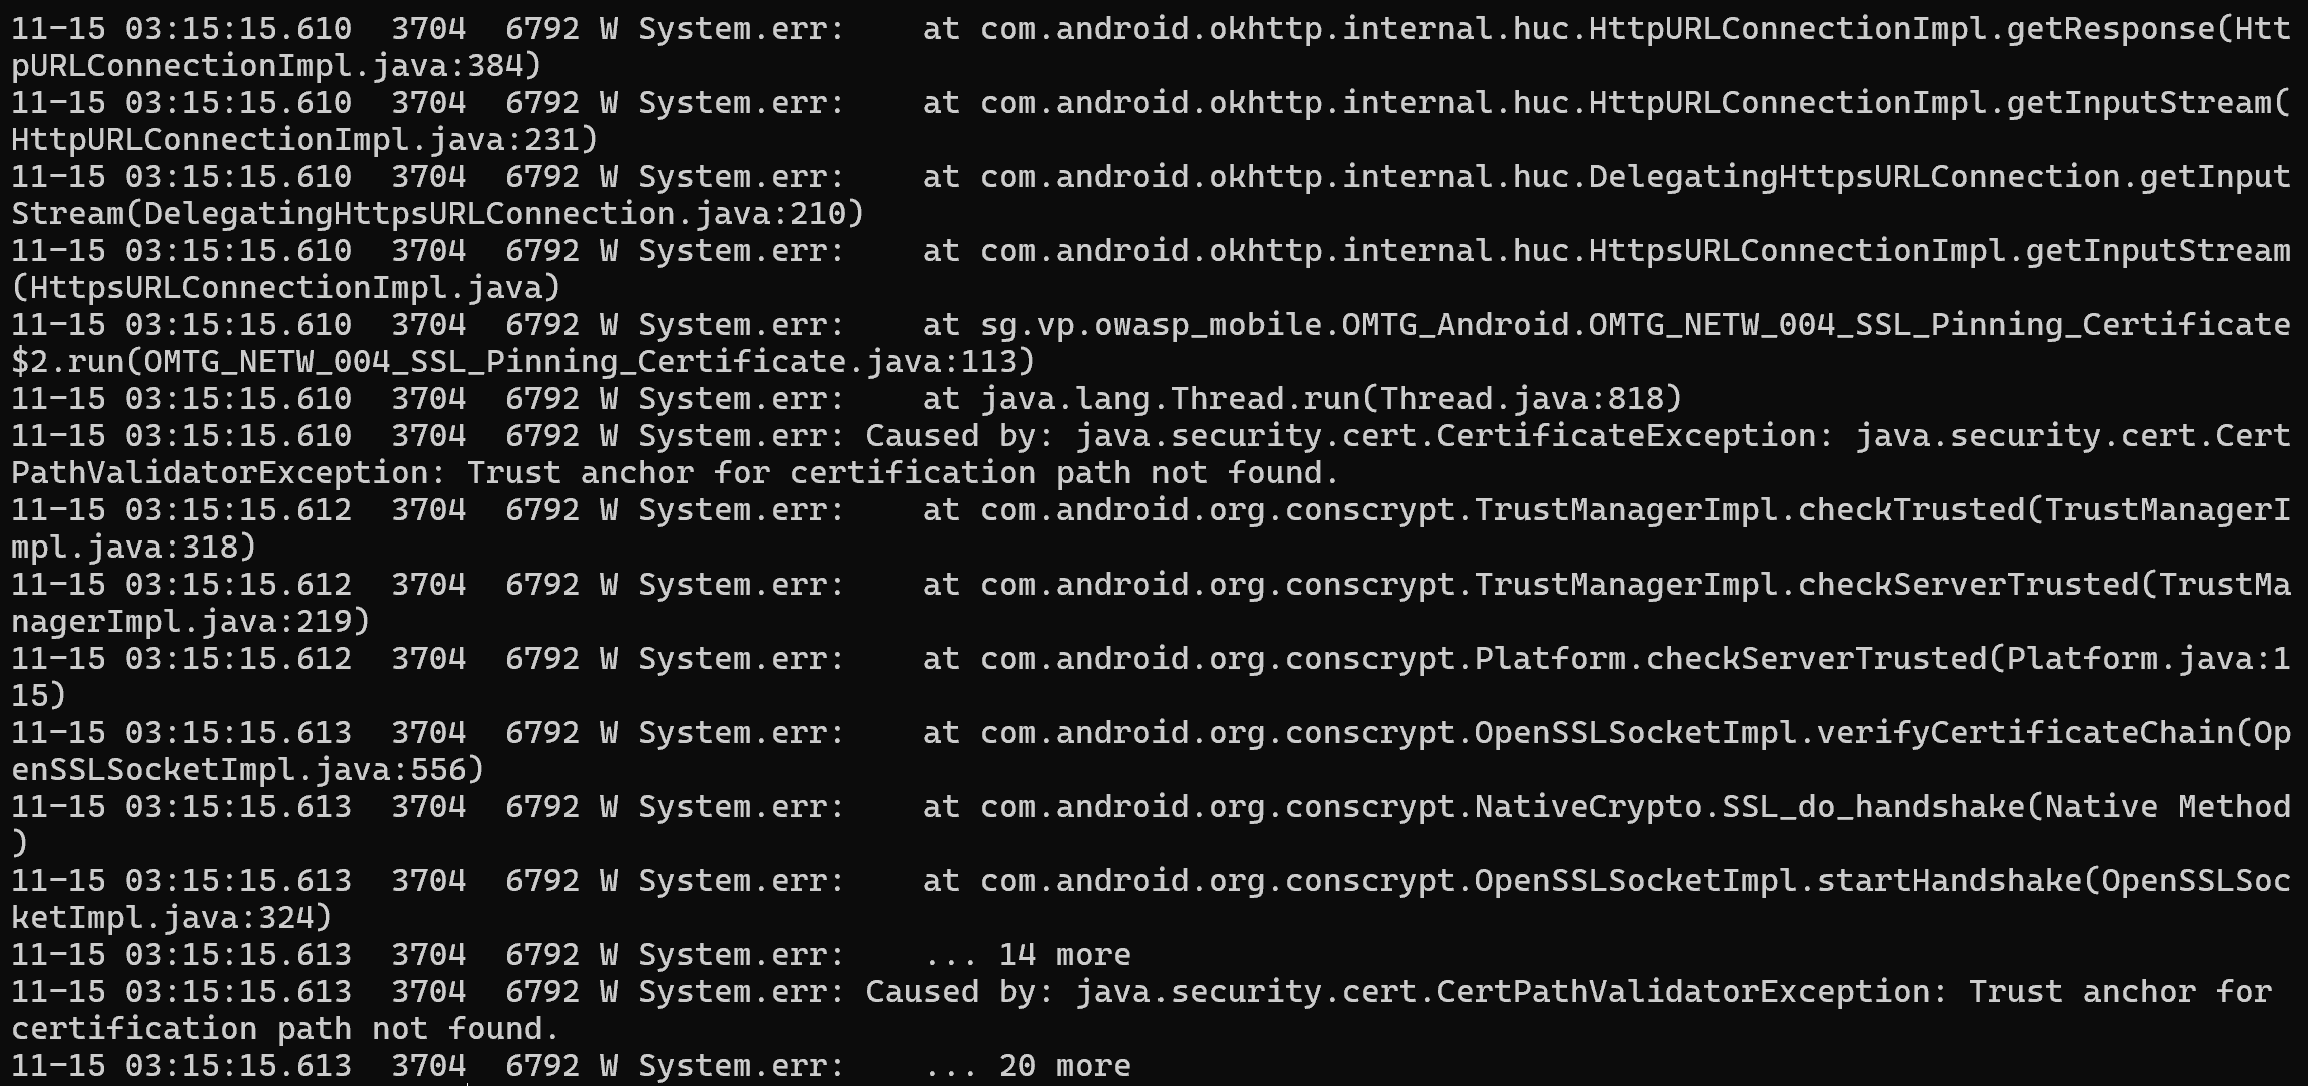 11-15 03:15:15.610  3704  6792 W System.err:    at com.android.okhttp.internal.huc.HttpURLConnectionImpl.getResponse(Htt
pURLConnectionImpl.java:384)
11-15 03:15:15.610  3704  6792 W System.err:    at com.android.okhttp.internal.huc.HttpURLConnectionImpl.getInputStream(
HttpURLConnectionImpl.java:231)
11-15 03:15:15.610  3704  6792 W System.err:    at com.android.okhttp.internal.huc.DelegatingHttpsURLConnection.getInput
Stream(DelegatingHttpsURLConnection.java:210)
11-15 03:15:15.610  3704  6792 W System.err:    at com.android.okhttp.internal.huc.HttpsURLConnectionImpl.getInputStream
(HttpsURLConnectionImpl.java)
11-15 03:15:15.610  3704  6792 W System.err:    at sg.vp.owasp_mobile.OMTG_Android.OMTG_NETW_004_SSL_Pinning_Certificate
$2.run(OMTG_NETW_004_SSL_Pinning_Certificate.java:113)
11-15 03:15:15.610  3704  6792 W System.err:    at java.lang.Thread.run(Thread.java:818)
11-15 03:15:15.610  3704  6792 W System.err: Caused by: java.security.cert.CertificateException: java.security.cert.Cert
PathValidatorException: Trust anchor for certification path not found.
11-15 03:15:15.612  3704  6792 W System.err:    at com.android.org.conscrypt.TrustManagerImpl.checkTrusted(TrustManagerI
mpl.java:318)
11-15 03:15:15.612  3704  6792 W System.err:    at com.android.org.conscrypt.TrustManagerImpl.checkServerTrusted(TrustMa
nagerImpl.java:219)
11-15 03:15:15.612  3704  6792 W System.err:    at com.android.org.conscrypt.Platform.checkServerTrusted(Platform.java:1
15)
11-15 03:15:15.613  3704  6792 W System.err:    at com.android.org.conscrypt.OpenSSLSocketImpl.verifyCertificateChain(Op
enSSLSocketImpl.java:556)
11-15 03:15:15.613  3704  6792 W System.err:    at com.android.org.conscrypt.NativeCrypto.SSL_do_handshake(Native Method
)
11-15 03:15:15.613  3704  6792 W System.err:    at com.android.org.conscrypt.OpenSSLSocketImpl.startHandshake(OpenSSLSoc
ketImpl.java:324)
11-15 03:15:15.613  3704  6792 W System.err:    ... 14 more
11-15 03:15:15.613  3704  6792 W System.err: Caused by: java.security.cert.CertPathValidatorException: Trust anchor for
certification path not found.
11-15 03:15:15.613  3704  6792 W System.err:    ... 20 more